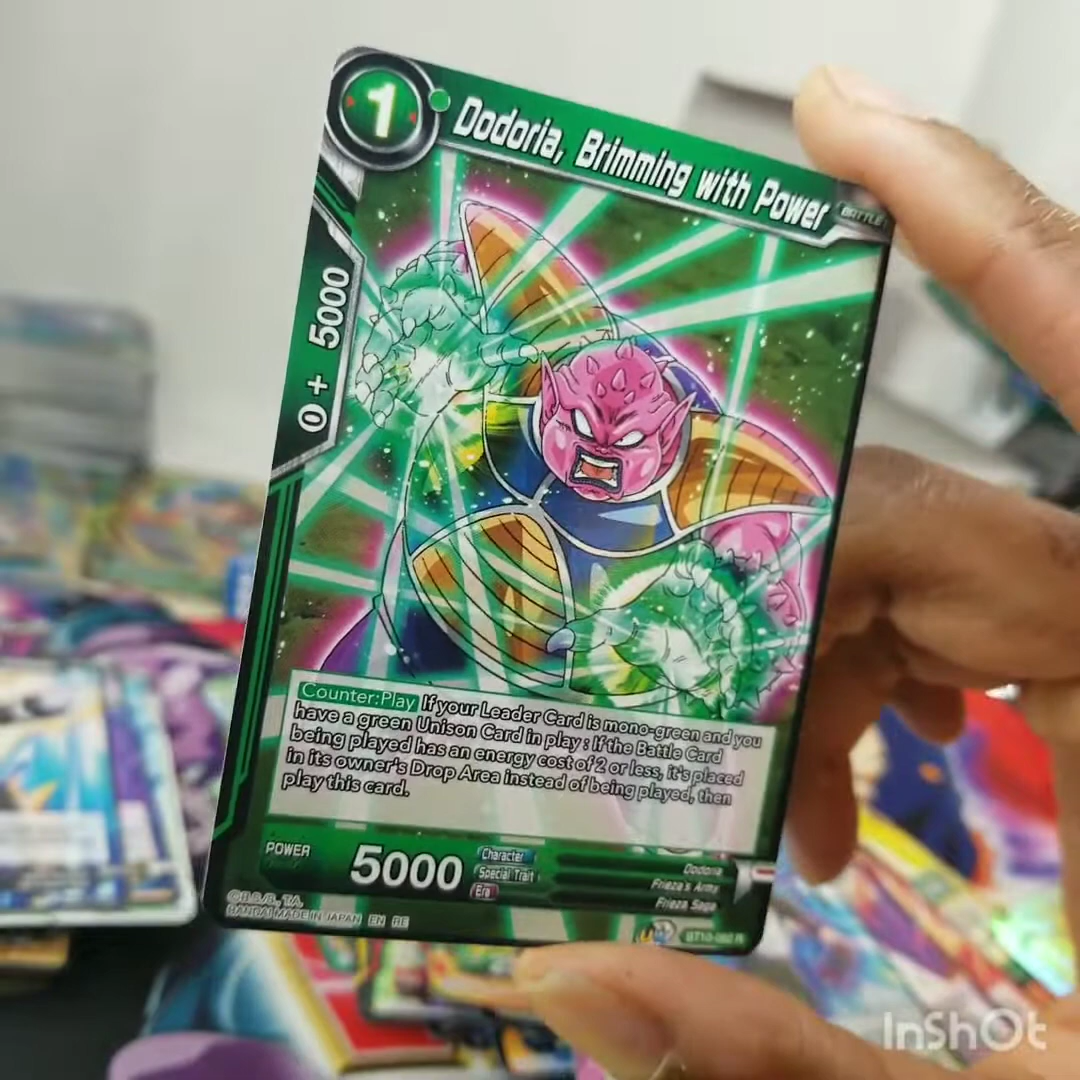 1 Dodoria, Brimming with Power BATTLE
0 + 5000
Counter:Play If your Leader Card is mono-green and you
have a green Unison Card in play : If the Battle Card
being played has an energy cost of 2 or less, it's placed
in its owner's Drop Area instead of being played, then
play this card.
POWER 5000
Character Dodoria
Special Trait Frieza's Army
Era Frieza Saga
©B.S./S., T.A.
BANDAI MADE IN JAPAN EN RE
InShOt